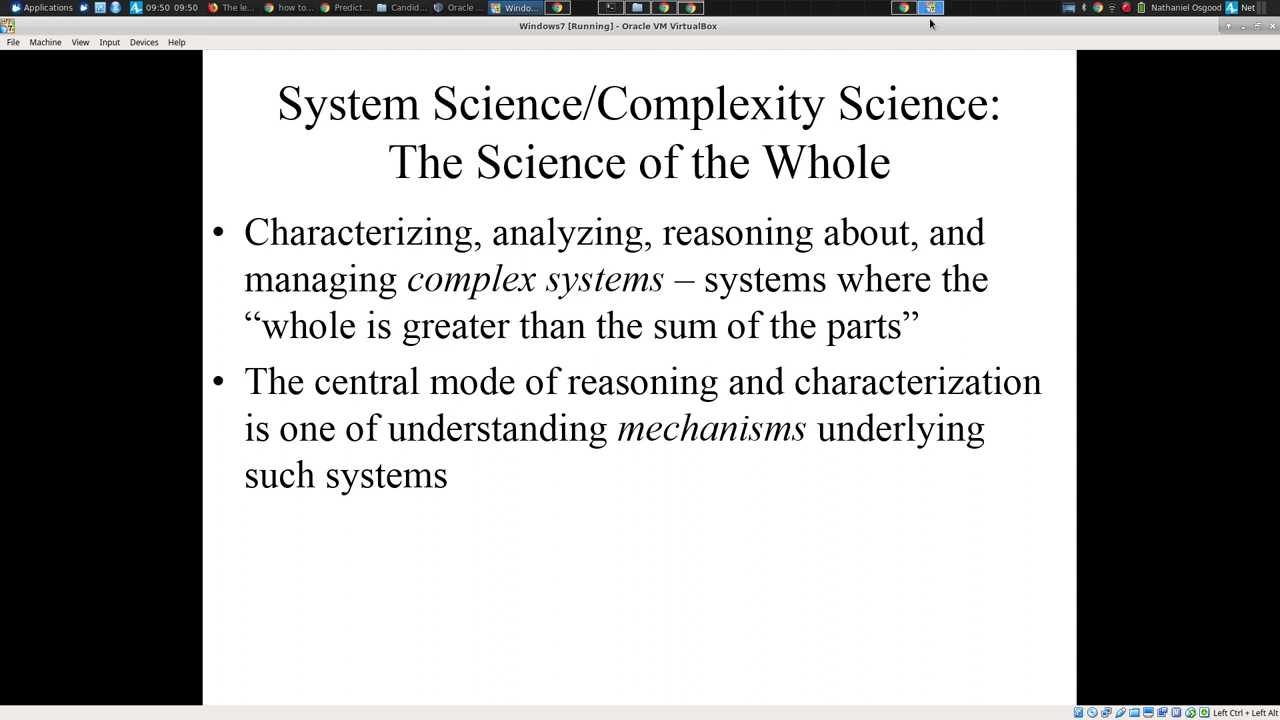 Applications
09:50 09:50
The le...
how to...
Predict...
Candid...
Oracle ...
Windo...
Nathaniel Osgood
Net
Windows7 [Running] - Oracle VM VirtualBox
File Machine View Input Devices Help
System Science/Complexity Science:
The Science of the Whole
• Characterizing, analyzing, reasoning about, and
managing complex systems – systems where the
“whole is greater than the sum of the parts”
• The central mode of reasoning and characterization
is one of understanding mechanisms underlying
such systems
Left Ctrl + Left Alt